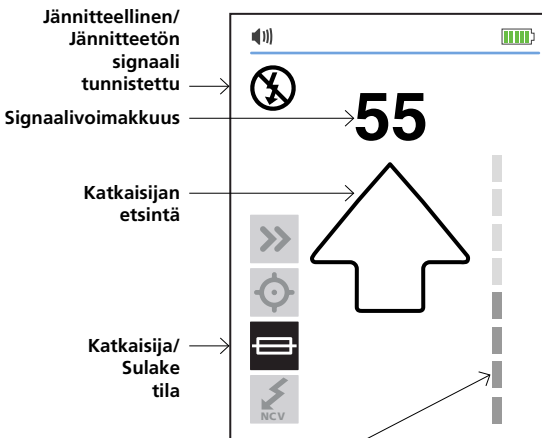 Jännitteellinen/
Jännitteetön
signaali
tunnistettu
Signaalivoimakkuus
55
Katkaisijan
etsintä
Katkaisija/
Sulake
tila
NCV